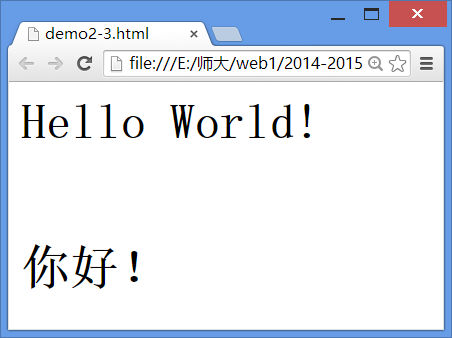 demo2-3.html
file:///E:/师大/web1/2014-2015
Hello World!
你好！